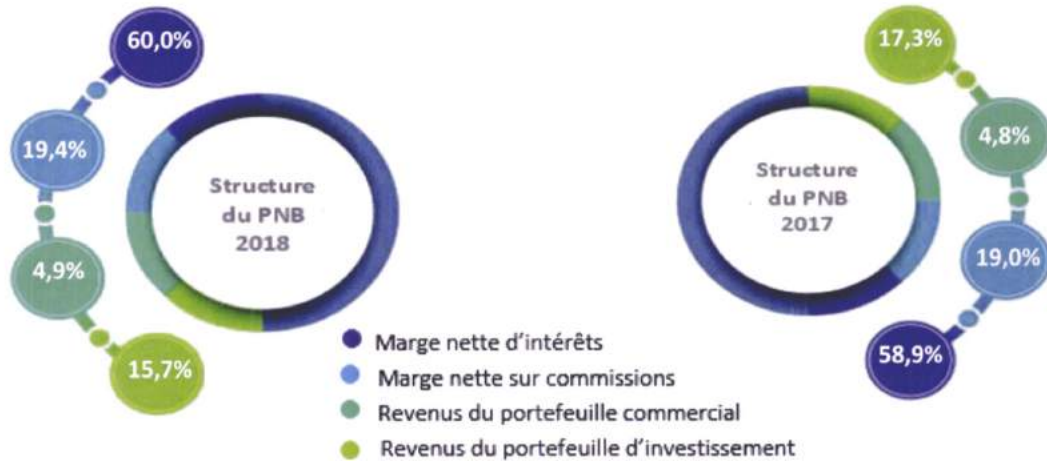 60,0%
19,4%
4,9%
15,7%
Structure
du PNB
2018
17,3%
4,8%
19,0%
58,9%
Structure
du PNB
2017
Marge nette d'intérêts
Marge nette sur commissions
Revenus du portefeuille commercial
Revenus du portefeuille d'investissement